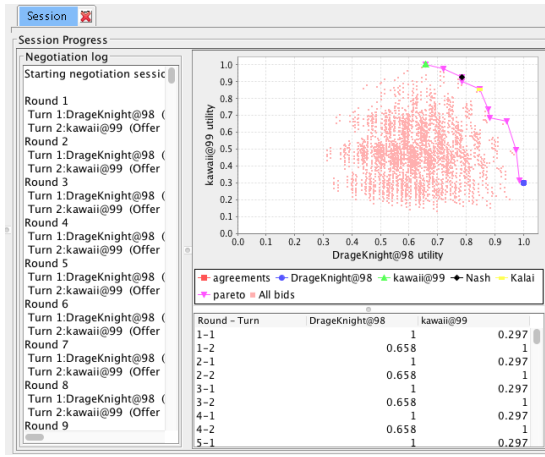 Session
Session Progress
Negotiation log
Starting negotiation sessic
Round 1
Turn 1:DrageKnight@98 (
Turn 2:kawaii@99 (Offer
Round 2
Turn 1:DrageKnight@98 (
Turn 2:kawaii@99 (Offer
Round 3
Turn 1:DrageKnight@98 (
Turn 2:kawaii@99 (Offer
Round 4
Turn 1:DrageKnight@98 (
Turn 2:kawaii@99 (Offer
Round 5
Turn 1:DrageKnight@98 (
Turn 2:kawaii@99 (Offer
Round 6
Turn 1:DrageKnight@98 (
Turn 2:kawaii@99 (Offer
Round 7
Turn 1:DrageKnight@98 (
Turn 2:kawaii@99 (Offer
Round 8
Turn 1:DrageKnight@98 (
Turn 2:kawaii@99 (Offer
Round 9
kawaii@99 utility
1.0
0.9
0.8
0.7
0.6
0.5
0.4
0.3
0.2
0.1
0.0
0.0 0.1 0.2 0.3 0.4 0.5 0.6 0.7 0.8 0.9 1.0
DrageKnight@98 utility
agreements DrageKnight@98 kawaii@99 Nash Kalai
pareto All bids
Round - Turn DrageKnight@98 kawaii@99
1-1 1 0.297
1-2 0.658 1
2-1 1 0.297
2-2 0.658 1
3-1 1 0.297
3-2 0.658 1
4-1 1 0.297
4-2 0.658 1
5-1 1 0.297